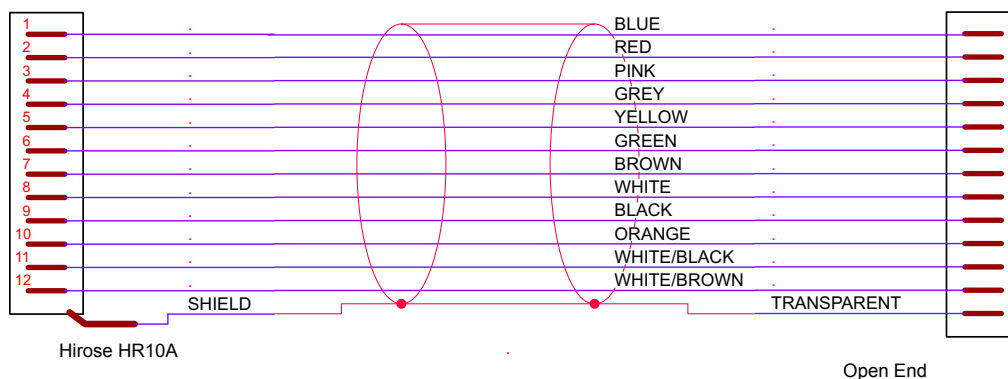 1 BLUE
2 RED
3 PINK
4 GREY
5 YELLOW
6 GREEN
7 BROWN
8 WHITE
9 BLACK
10 ORANGE
11 WHITE/BLACK
12 WHITE/BROWN
SHIELD TRANSPARENT
Hirose HR10A
Open End